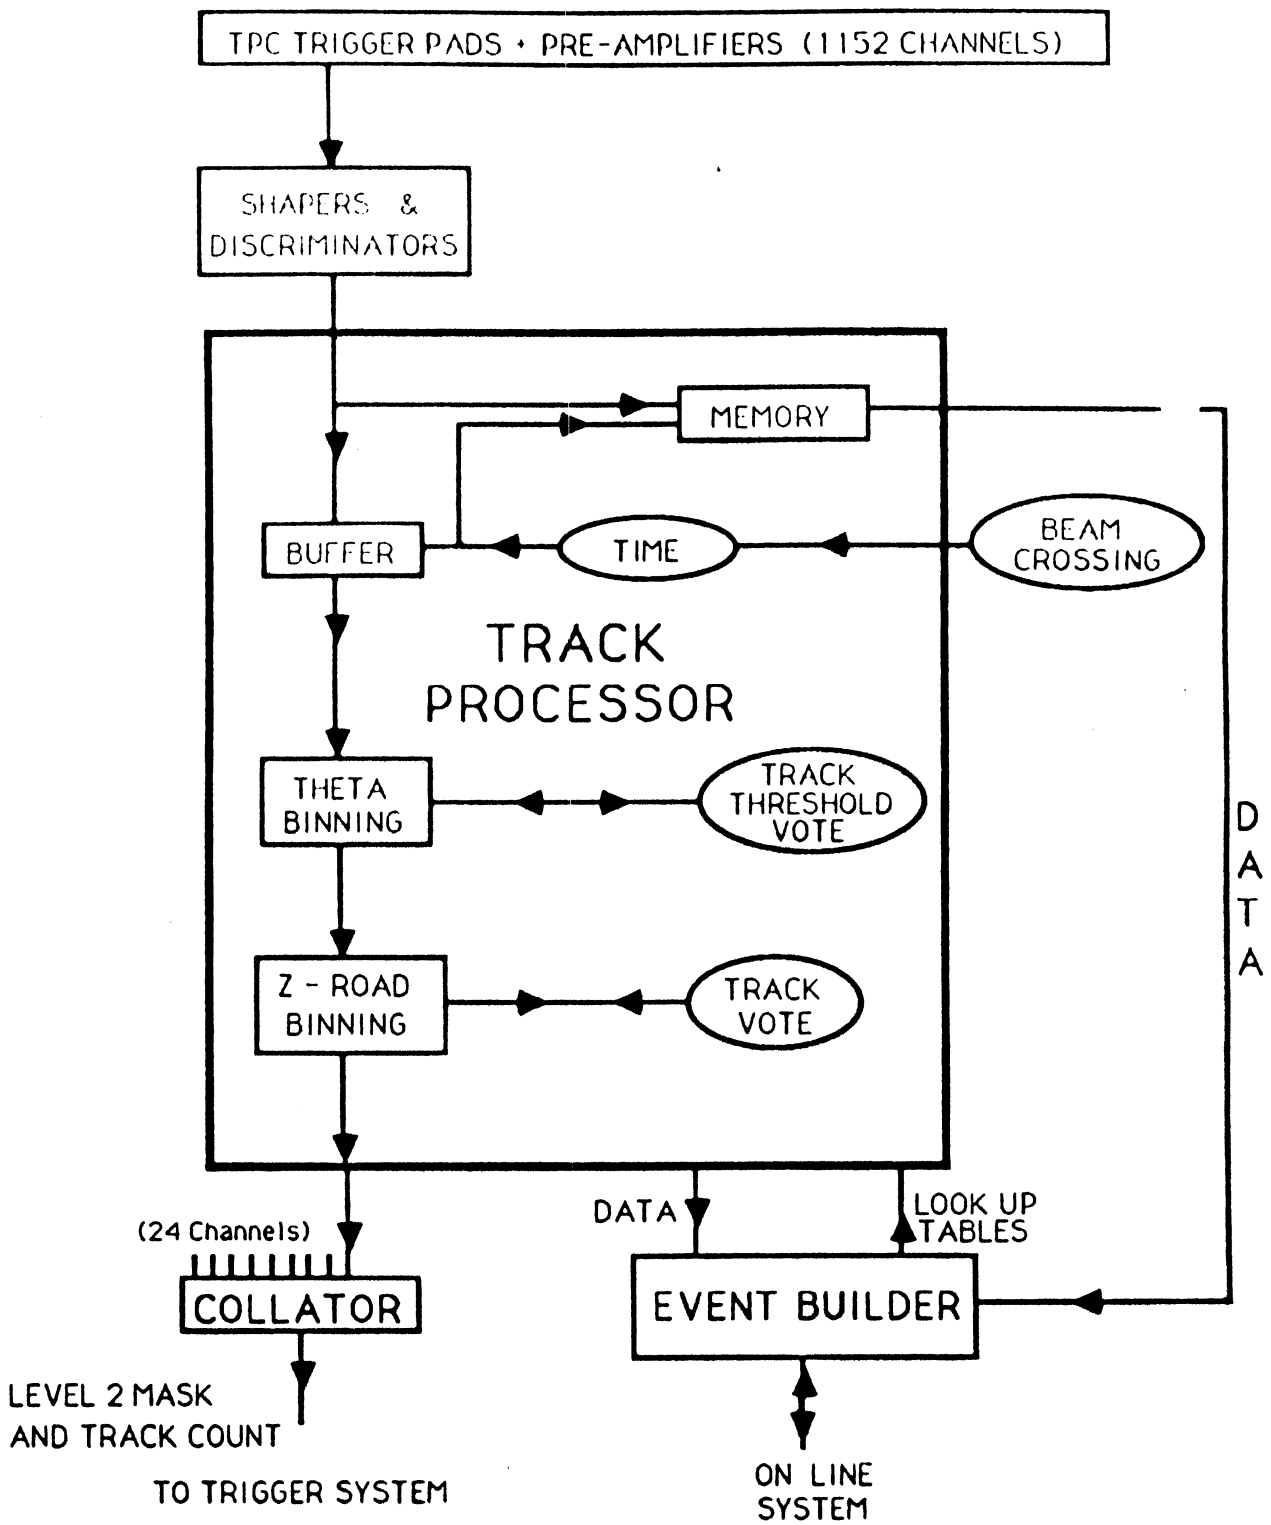 TPC TRIGGER PADS + PRE-AMPLIFIERS (1152 CHANNELS)
SHAPERS &
DISCRIMINATORS
MEMORY
BUFFER
TIME
BEAM
CROSSING
TRACK
PROCESSOR
THETA
BINNING
TRACK
THRESHOLD
VOTE
DATA
Z - ROAD
BINNING
TRACK
VOTE
DATA
LOOK UP
TABLES
(24 Channels)
COLLATOR
EVENT BUILDER
LEVEL 2 MASK
AND TRACK COUNT
TO TRIGGER SYSTEM
ON LINE
SYSTEM